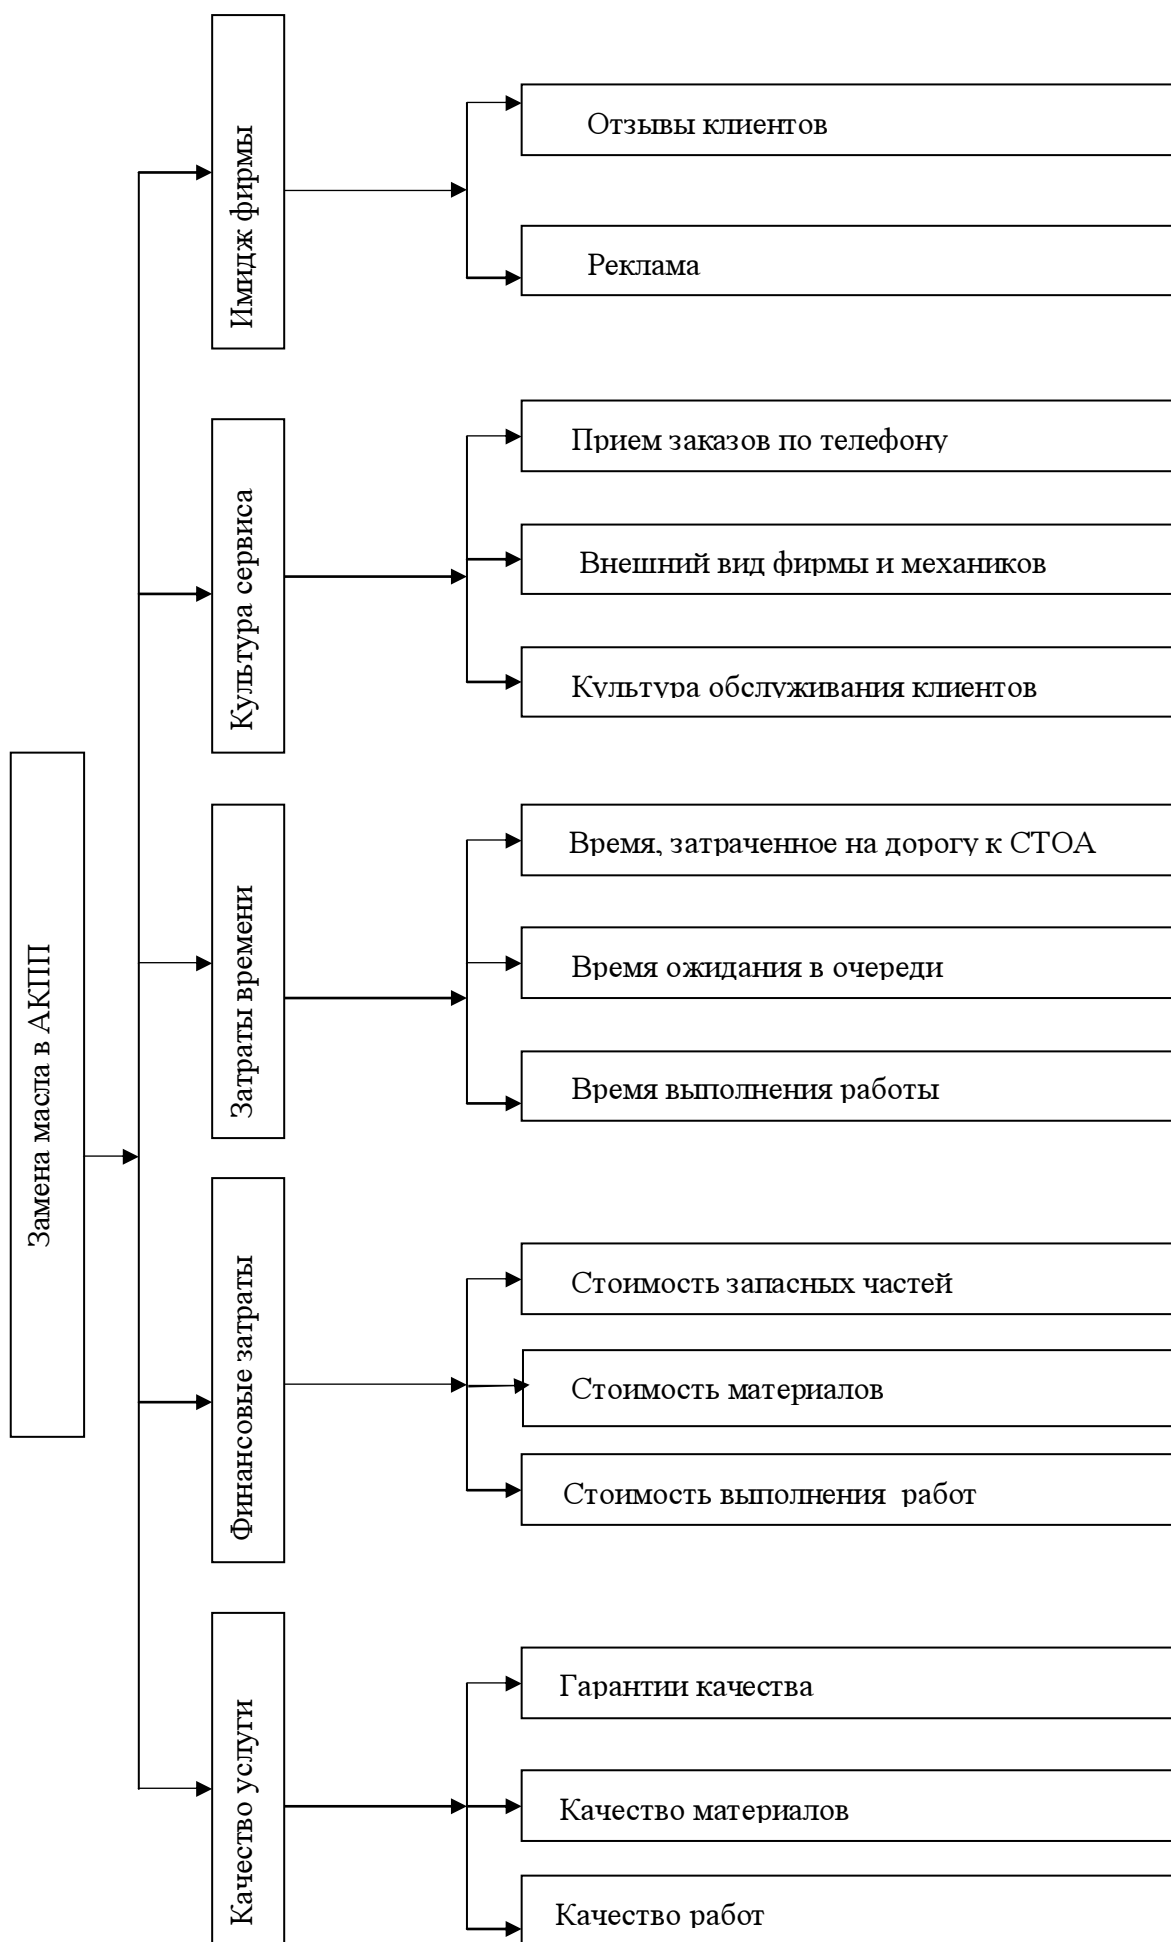 Замена масла в АКПП
Имидж фирмы
Отзывы клиентов
Реклама
Культура сервиса
Прием заказов по телефону
Внешний вид фирмы и механиков
Культура обслуживания клиентов
Затраты времени
Время, затраченное на дорогу к СТОА
Время ожидания в очереди
Время выполнения работы
Финансовые затраты
Стоимость запасных частей
Стоимость материалов
Стоимость выполнения работ
Качество услуги
Гарантии качества
Качество материалов
Качество работ